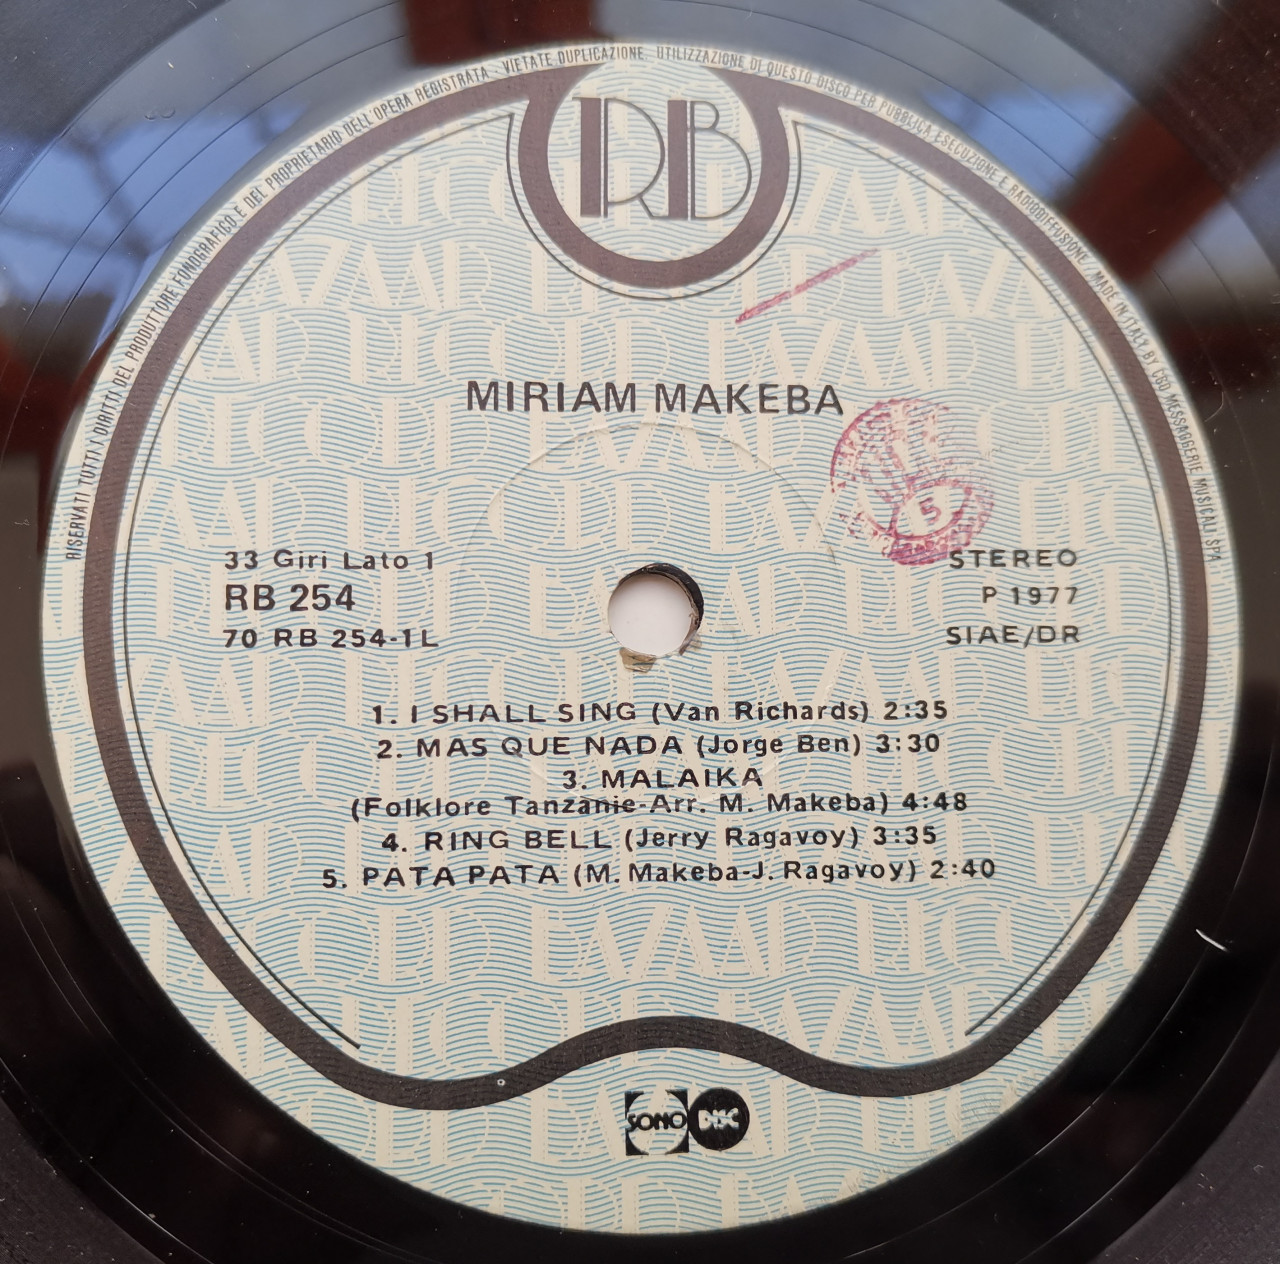 RISERVATI TUTTI I DIRITTI DEL PRODUTTORE FONOGRAFICO E DEL PROPRIETARIO DELL'OPERA REGISTRATA - VIETATE DUPLICAZIONE. UTILIZZAZIONE DI QUESTO DISCO PER PUBBLICA ESECUZIONE E RADIODIFFUSIONE. MADE IN ITALY BY CGD MESSAGGERIE MUSICALI SPA
RB
MIRIAM MAKEBA
5
33 Giri Lato 1
STEREO
RB 254
P 1977
70 RB 254-1L
SIAE/DR
1. I SHALL SING (Van Richards) 2:35
2. MAS QUE NADA (Jorge Ben) 3:30
3. MALAIKA
(Folklore Tanzanie-Arr. M. Makeba) 4:48
4. RING BELL (Jerry Ragavoy) 3:35
5. PATA PATA (M. Makeba-J. Ragavoy) 2:40
SONO DISC